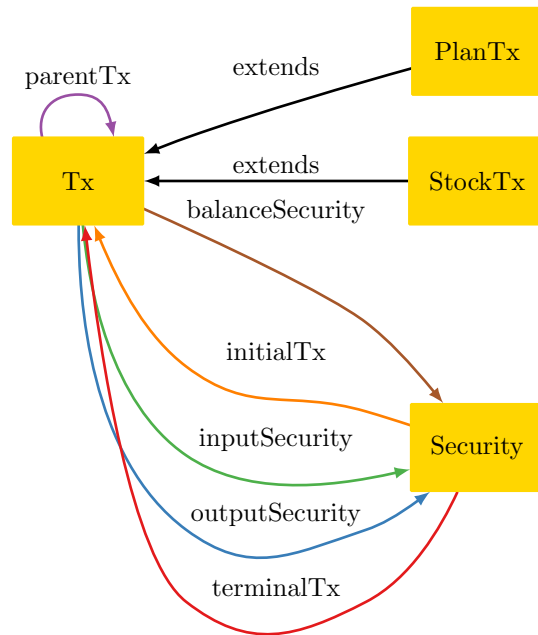 PlanTx
extends
parentTx
extends
Tx
StockTx
balanceSecurity
initialTx
inputSecurity
Security
outputSecurity
terminalTx